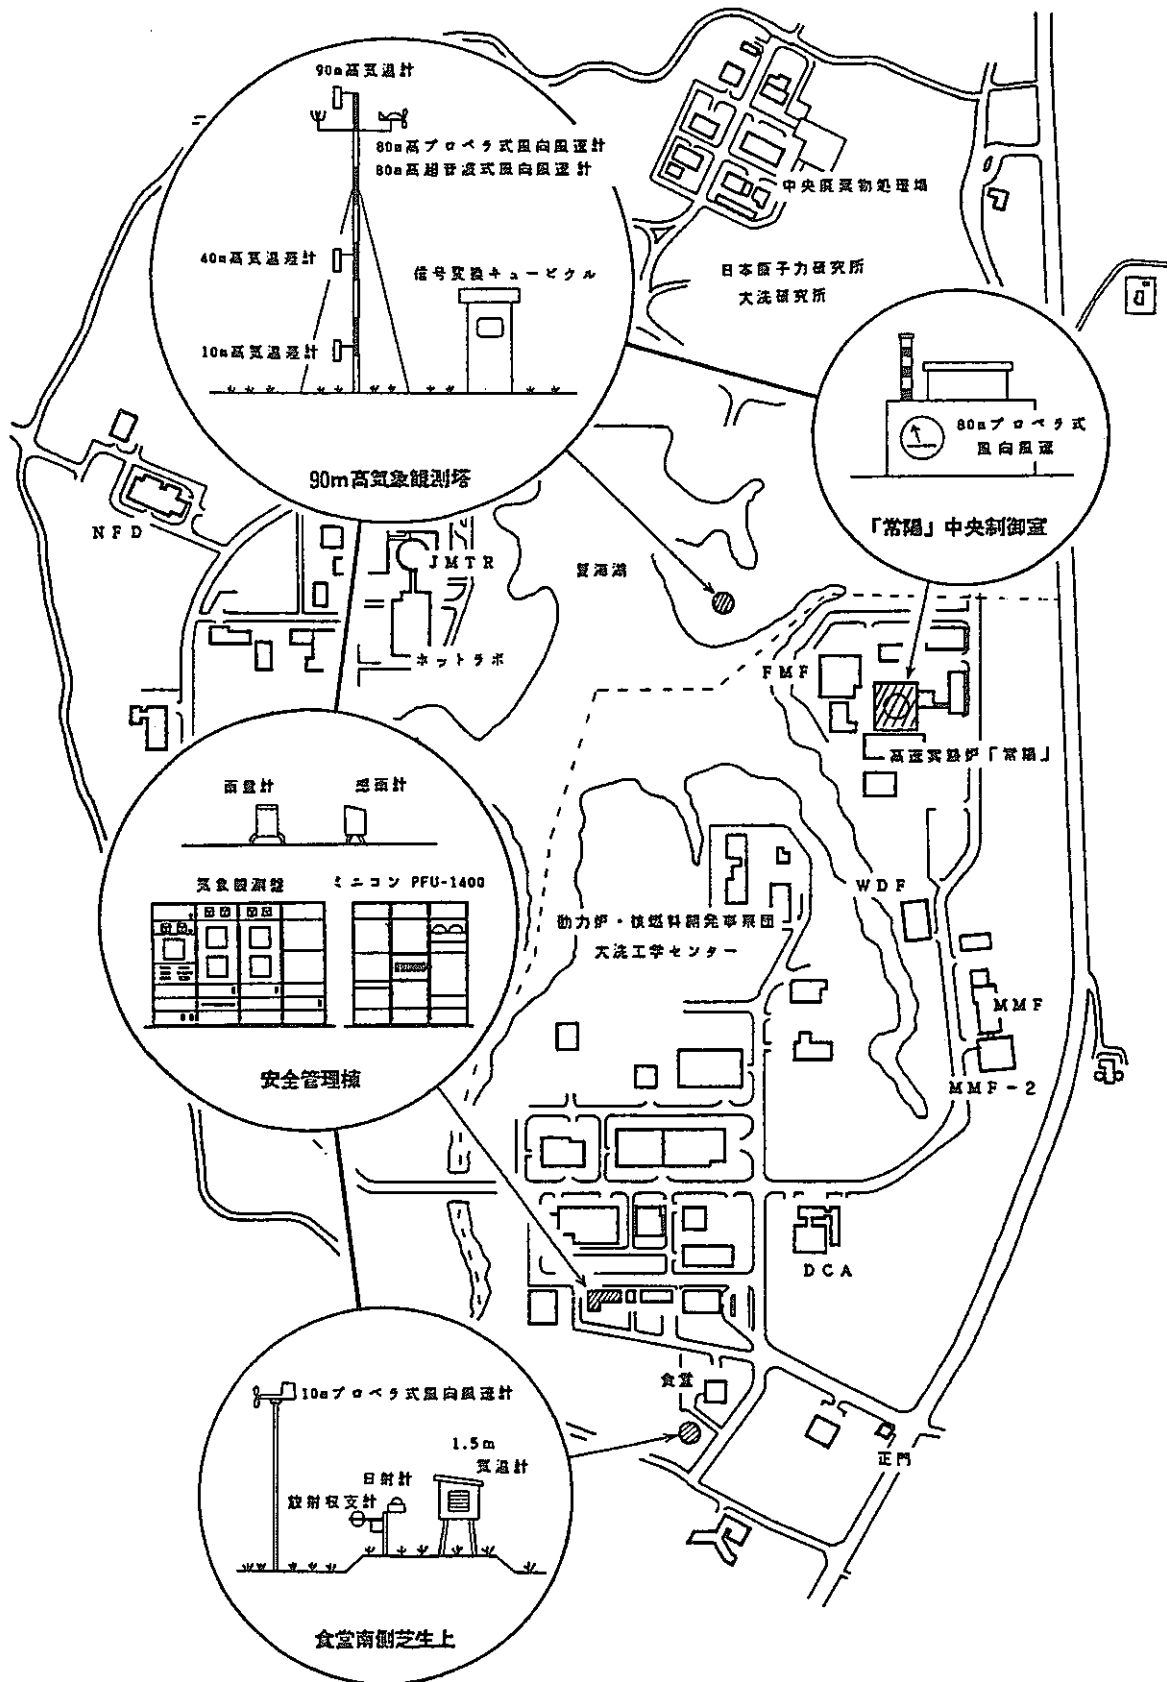 90m高気温計
80m高プロペラ式風向風速計
80m高超音波式風向風速計
40m高気温差計
信号変換キュービクル
10m高気温差計
90m高気象観測塔
中央廃棄物処理場
日本原子力研究所
大洗研究所
80mプロペラ式
風向風速
「常陽」中央制御室
NFD
JMTR
ホットラボ
夏海湖
FMF
高速実験炉「常陽」
雨量計
感雨計
気象観測盤
ミニコン PFU-1400
安全管理棟
動力炉・核燃料開発事業団
大洗工学センター
WDF
MMF
MMF-2
DCA
食堂
正門
10mプロペラ式風向風速計
1.5m
気温計
日射計
放射収支計
食堂南側芝生上